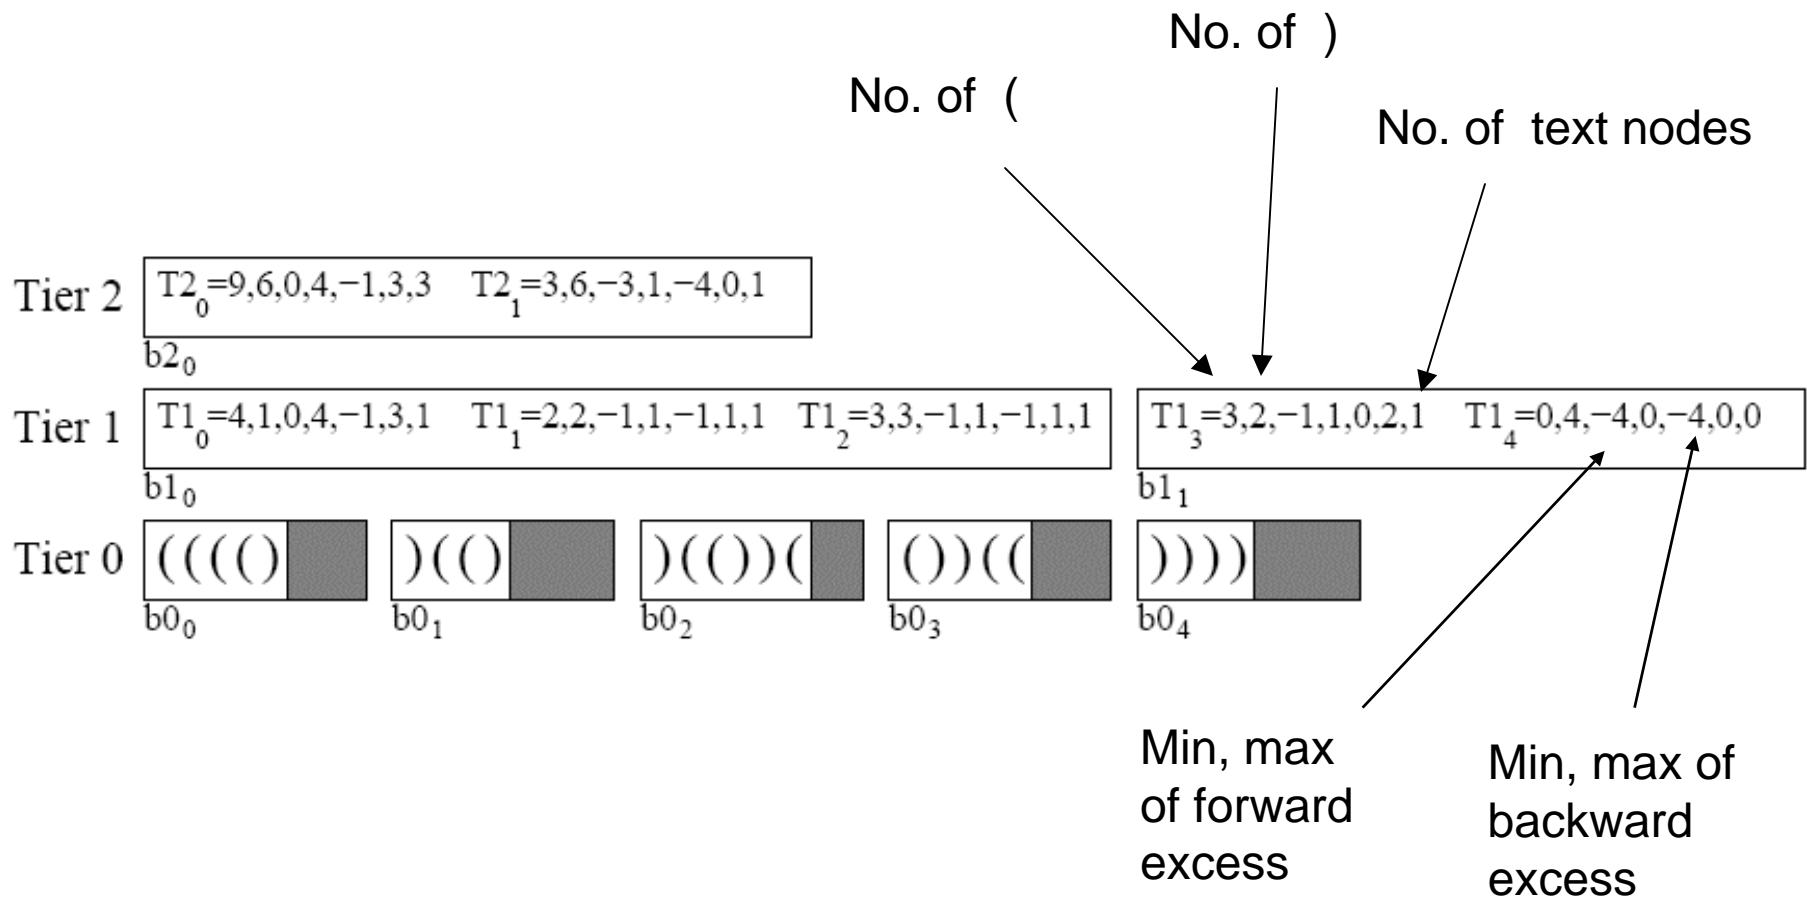 No. of )
No. of (
No. of text nodes
Tier 2 T2₀=9,6,0,4,−1,3,3 T2₁=3,6,−3,1,−4,0,1
b2₀
Tier 1 T1₀=4,1,0,4,−1,3,1 T1₁=2,2,−1,1,−1,1,1 T1₂=3,3,−1,1,−1,1,1 T1₃=3,2,−1,1,0,2,1 T1₄=0,4,−4,0,−4,0,0
b1₀ b1₁
Tier 0 (((() )(() )(())( ())(( ))))
b0₀ b0₁ b0₂ b0₃ b0₄
Min, max
of forward
excess
Min, max of
backward
excess